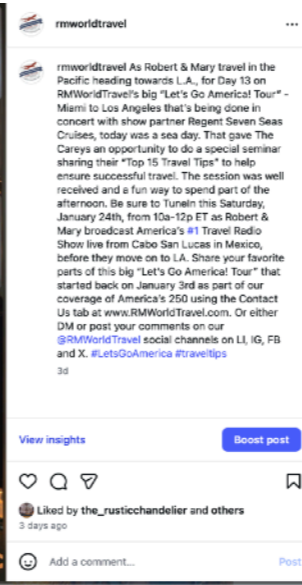 rmworldtravel
rmworldtravel As Robert & Mary travel in the
Pacific heading towards L.A., for Day 13 on
RMWorldTravel's big "Let's Go America! Tour" -
Miami to Los Angeles that's being done in
concert with show partner Regent Seven Seas
Cruises, today was a sea day. That gave The
Careys an opportunity to do a special seminar
sharing their "Top 15 Travel Tips" to help
ensure successful travel. The session was well
received and a fun way to spend part of the
afternoon. Be sure to TuneIn this Saturday,
January 24th, from 10a-12p ET as Robert &
Mary broadcast America's #1 Travel Radio
Show live from Cabo San Lucas in Mexico,
before they move on to LA. Share your favorite
parts of this big "Let's Go America! Tour" that
started back on January 3rd as part of our
coverage of America's 250 using the Contact
Us tab at www.RMWorldTravel.com. Or either
DM or post your comments on our
@RMWorldTravel social channels on LI, IG, FB
and X. #LetsGoAmerica #traveltips
3d
View insights
Boost post
Liked by the_rusticchandelier and others
3 days ago
Add a comment...
Post